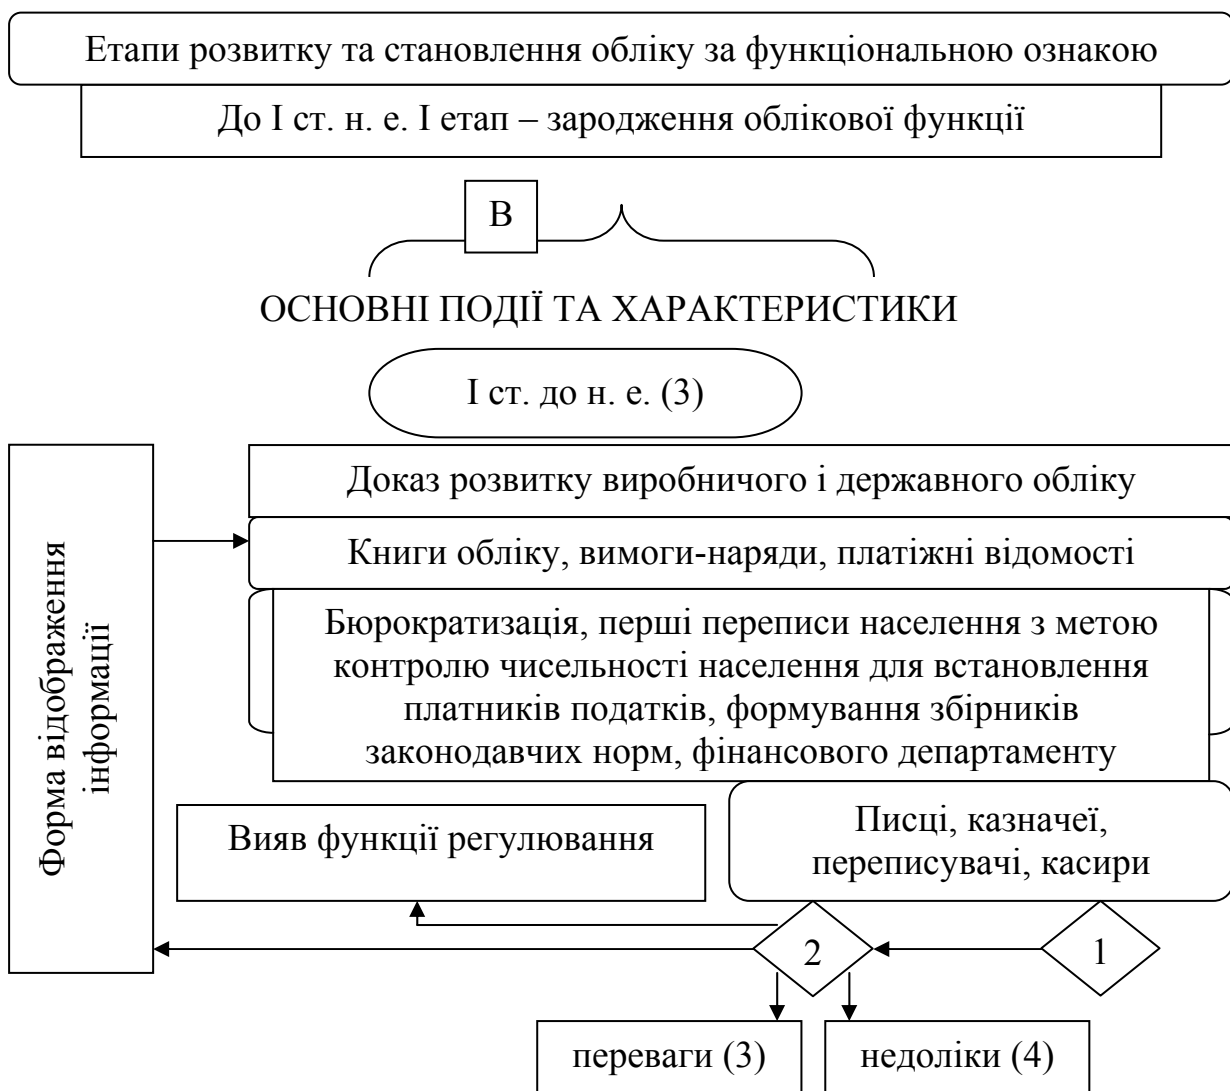 Етапи розвитку та становлення обліку за функціональною ознакою
До I ст. н. е. I етап – зародження облікової функції
В
ОСНОВНІ ПОДІЇ ТА ХАРАКТЕРИСТИКИ
I ст. до н. е. (3)
Доказ розвитку виробничого і державного обліку
Книги обліку, вимоги-наряди, платіжні відомості
Бюрократизація, перші переписи населення з метою
контролю чисельності населення для встановлення
платників податків, формування збірників
законодавчих норм, фінансового департаменту
Форма відображення
інформації
Вияв функції регулювання
Писці, казначеї,
переписувачі, касири
2
1
переваги (3)
недоліки (4)